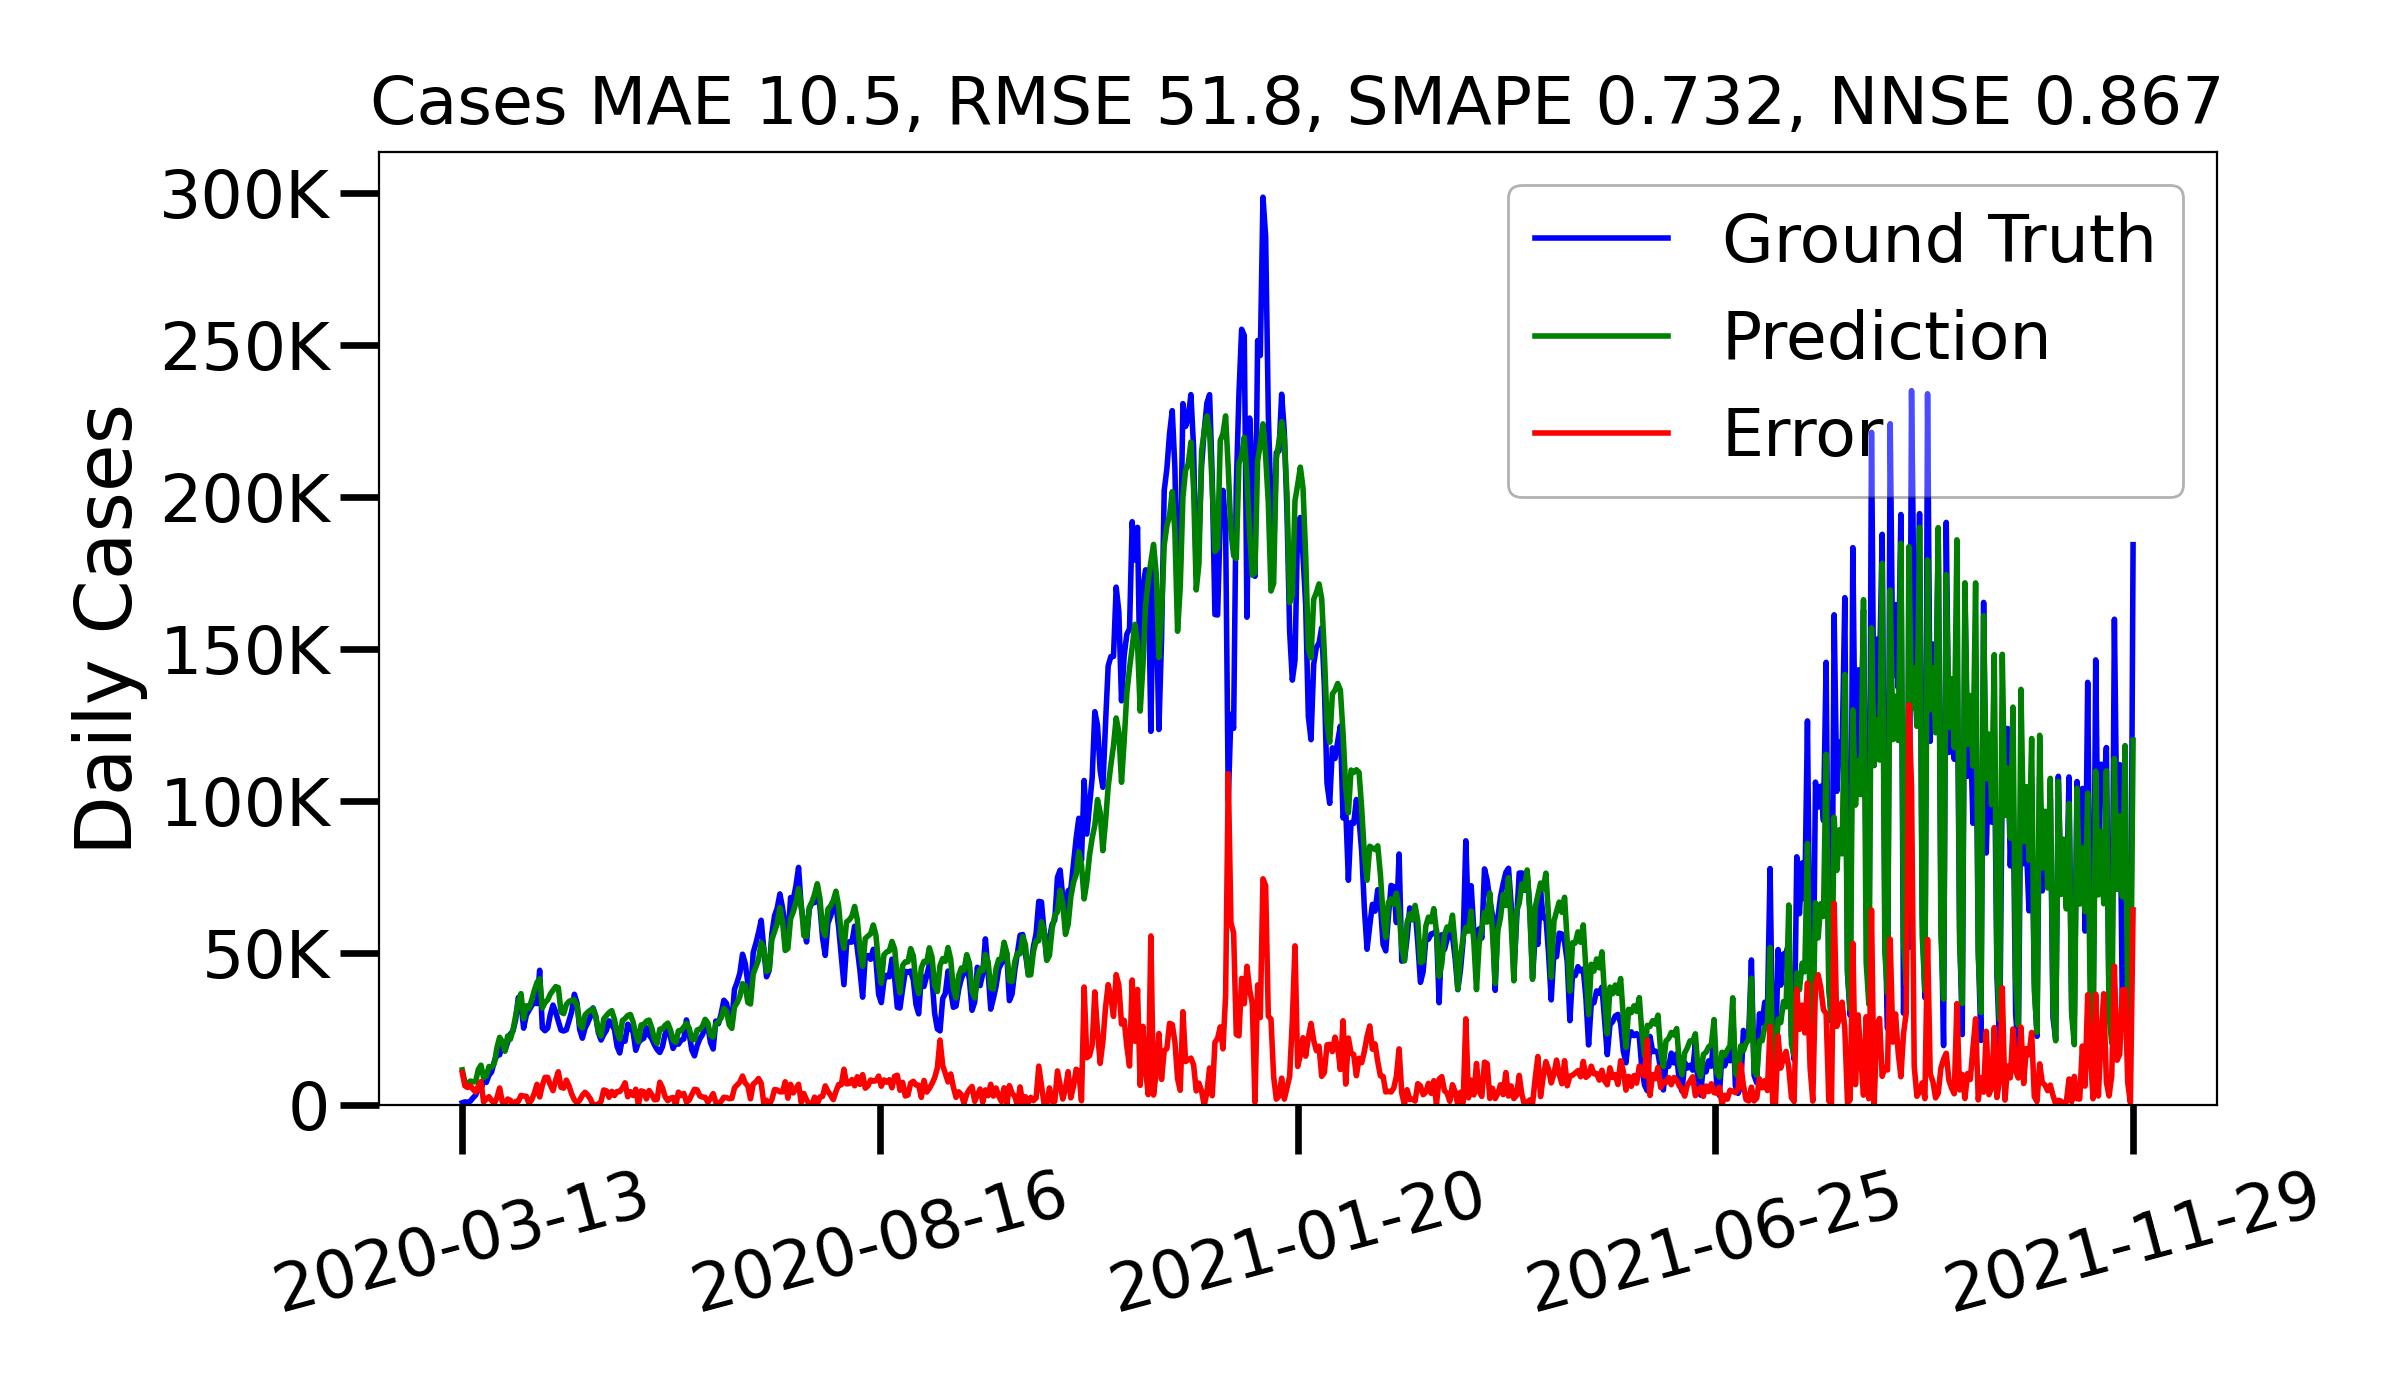 Cases MAE 10.5, RMSE 51.8, SMAPE 0.732, NNSE 0.867
300K
250K
200K
150K
100K
50K
0
Daily Cases
Ground Truth
Prediction
Error
2020-03-13
2020-08-16
2021-01-20
2021-06-25
2021-11-29